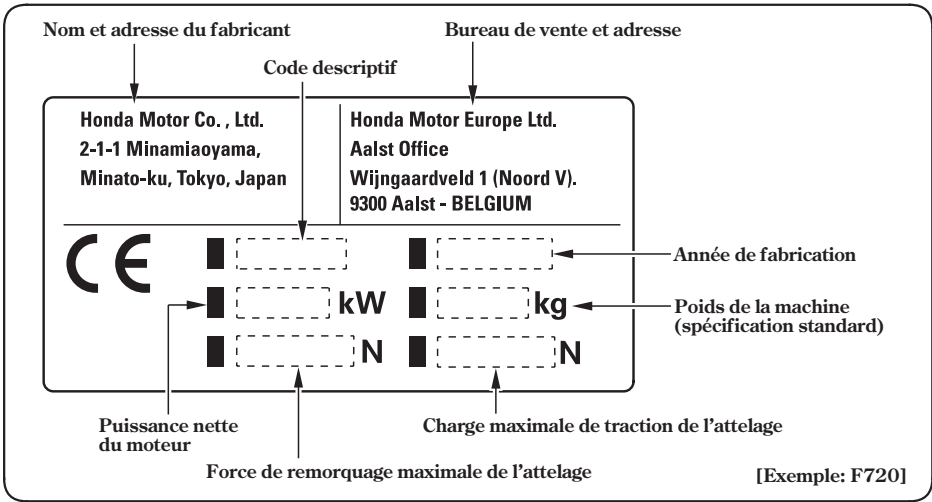 Nom et adresse du fabricant
Bureau de vente et adresse
Code descriptif
Honda Motor Co. , Ltd.
2-1-1 Minamiaoyama,
Minato-ku, Tokyo, Japan
Honda Motor Europe Ltd.
Aalst Office
Wijngaardveld 1 (Noord V).
9300 Aalst - BELGIUM
CE
Année de fabrication
kW
kg
Poids de la machine
(spécification standard)
N
N
Puissance nette
du moteur
Charge maximale de traction de l’attelage
Force de remorquage maximale de l’attelage
[Exemple: F720]